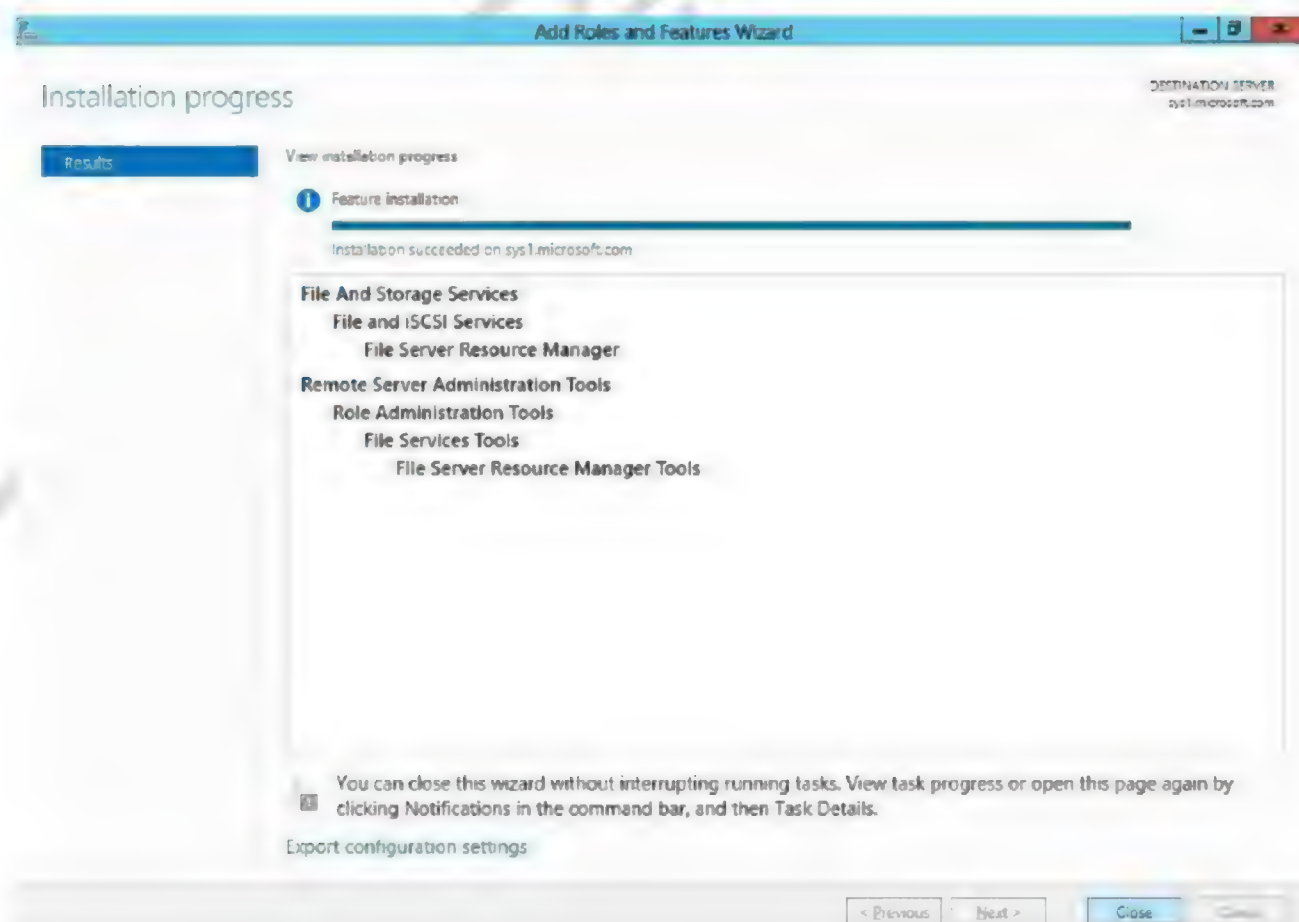 Add Roles and Features Wizard
Installation progress
DESTINATION SERVER
sys1.microsoft.com
Results
View installation progress
Feature installation
Installation succeeded on sys1.microsoft.com
File And Storage Services
File and iSCSI Services
File Server Resource Manager
Remote Server Administration Tools
Role Administration Tools
File Services Tools
File Server Resource Manager Tools
You can close this wizard without interrupting running tasks. View task progress or open this page again by
clicking Notifications in the command bar, and then Task Details.
Export configuration settings
< Previous
Next >
Close